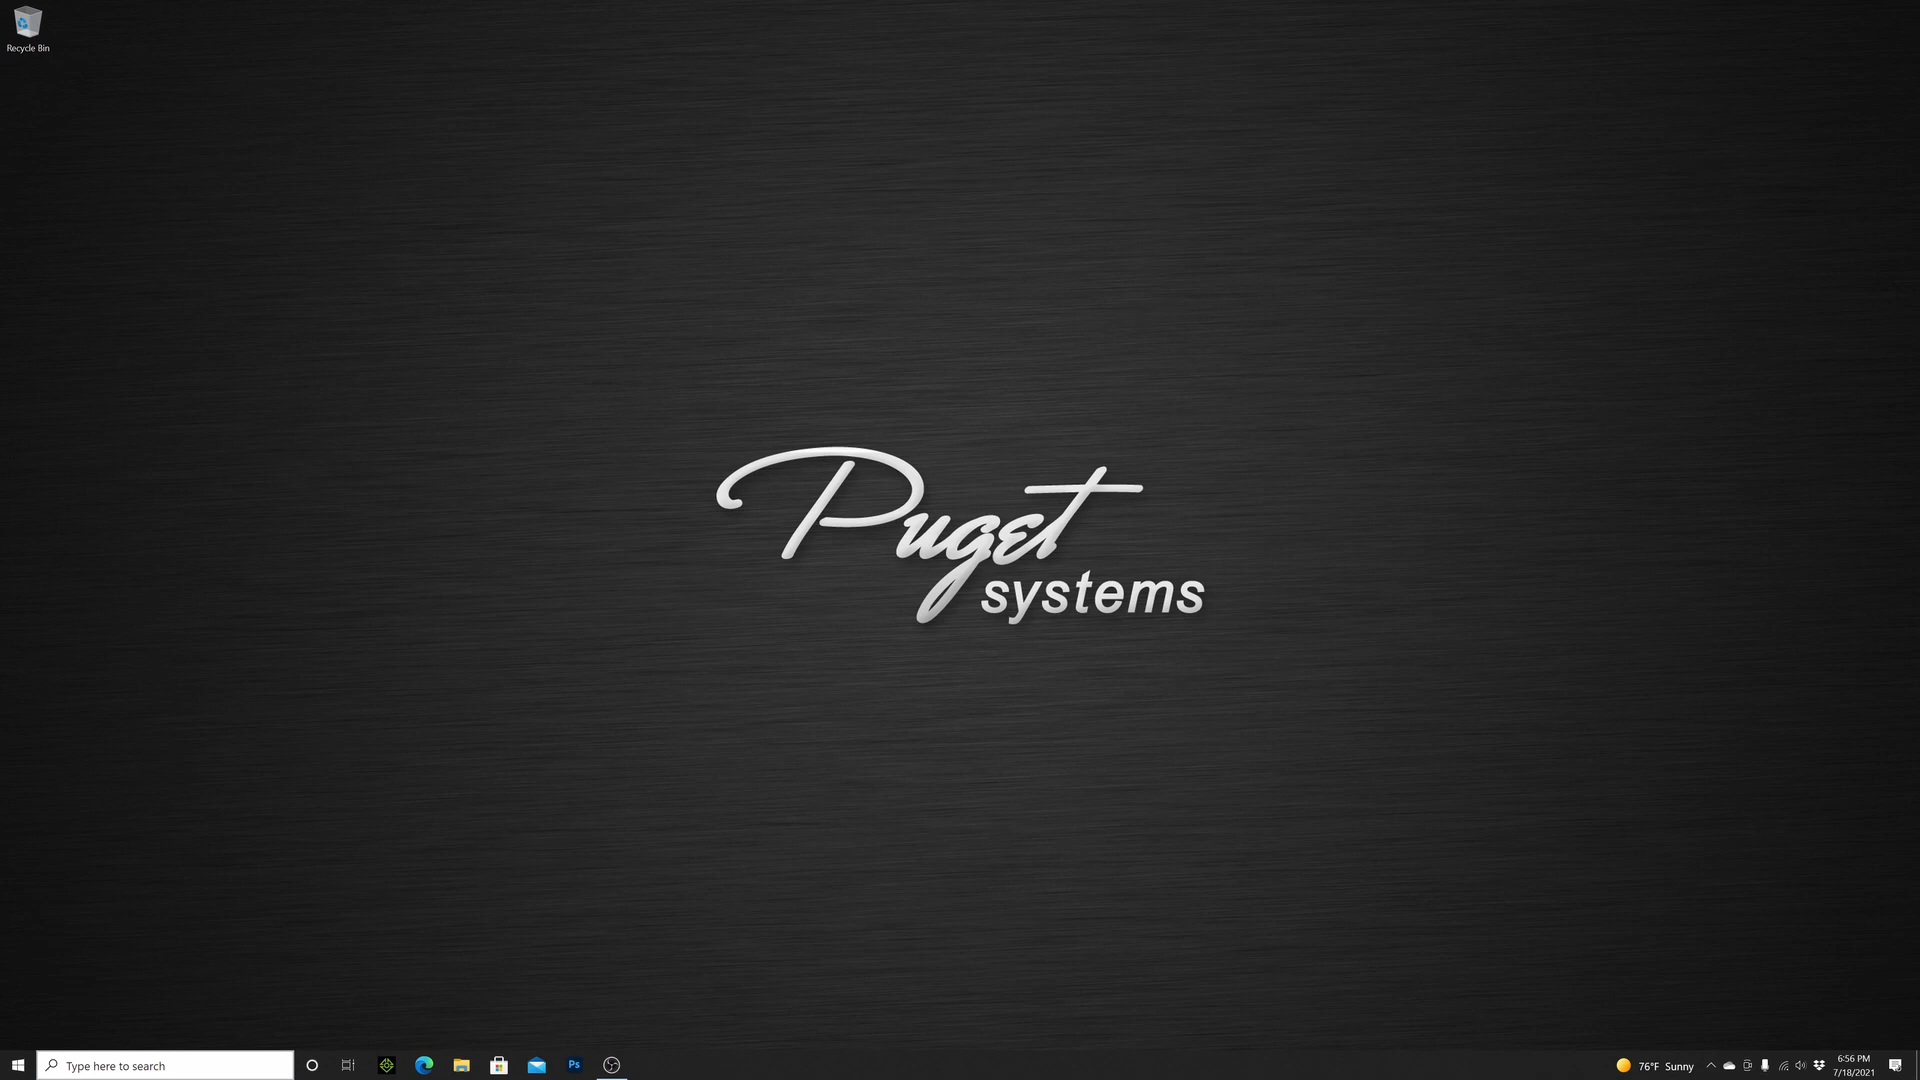 Recycle Bin
Puget
systems
Type here to search
Ps
76°F Sunny
6:56 PM
7/18/2021